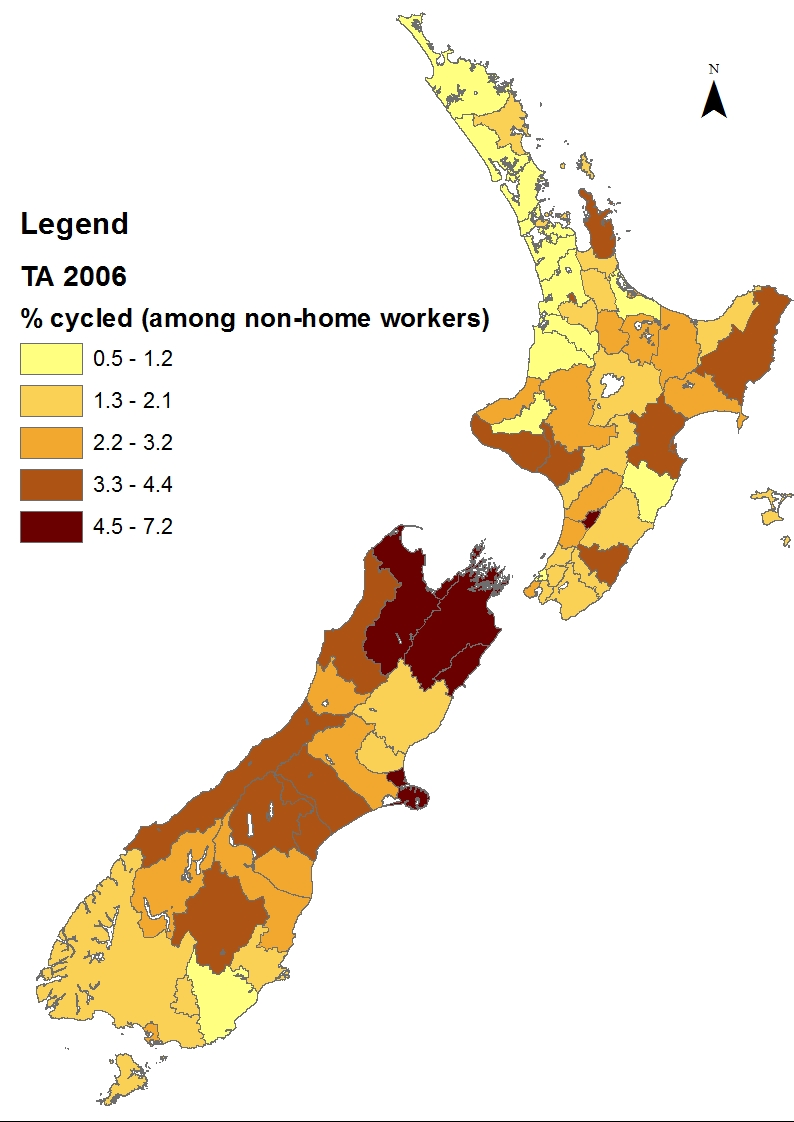 N
Legend
TA 2006
% cycled (among non-home workers)
0.5 - 1.2
1.3 - 2.1
2.2 - 3.2
3.3 - 4.4
4.5 - 7.2